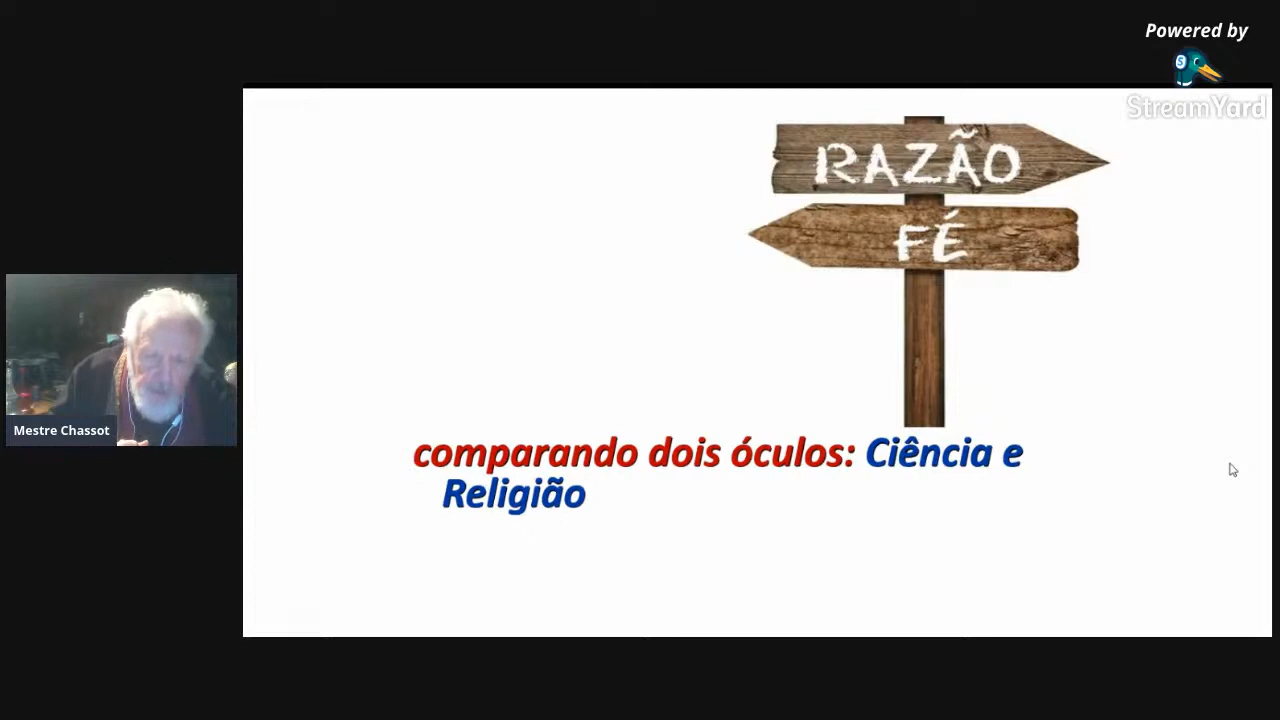 Powered by
StreamYard
RAZÃO
FÉ
Mestre Chassot
comparando dois óculos: Ciência e
Religião